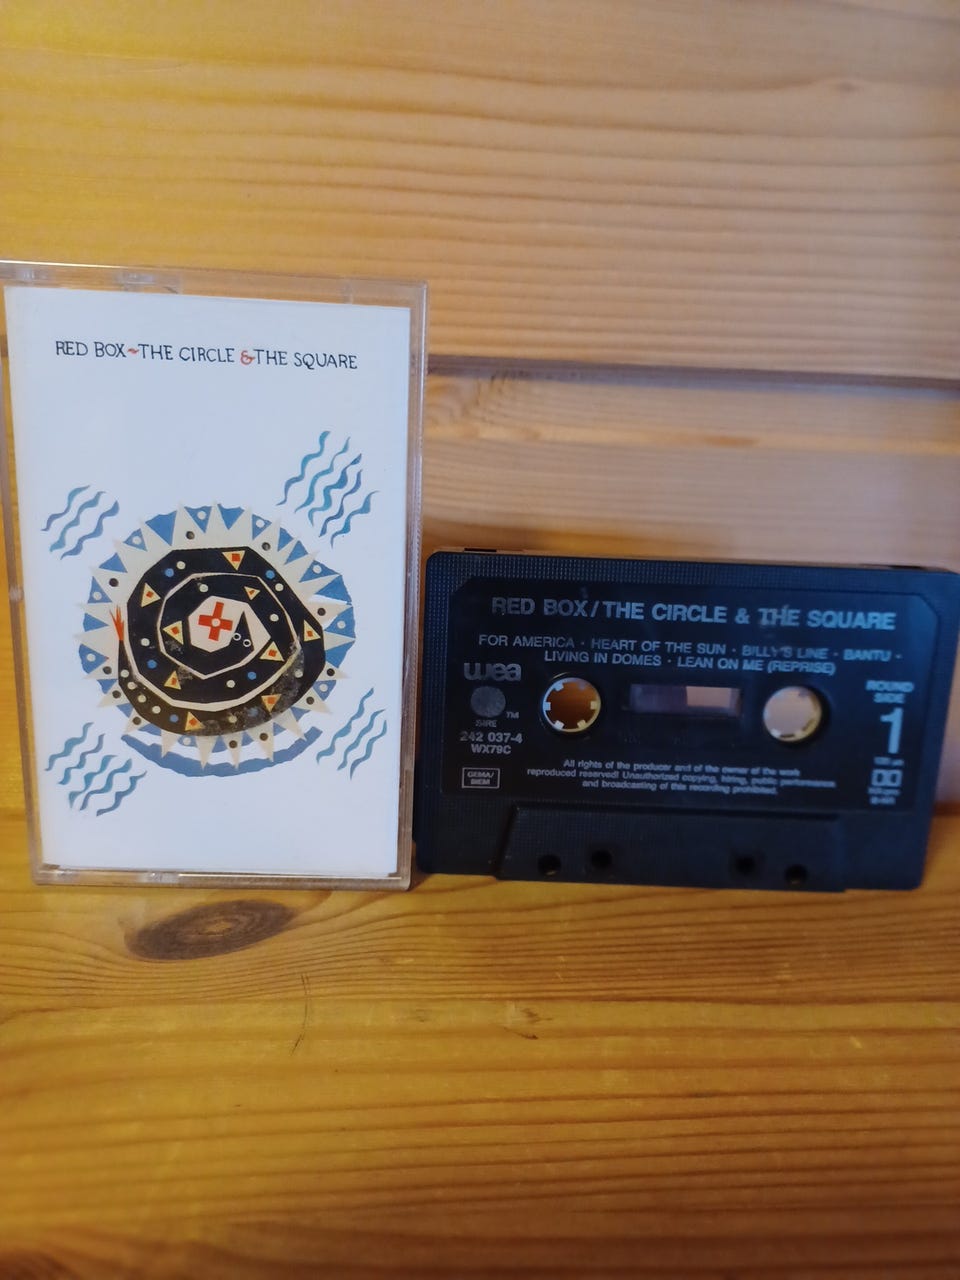 RED BOX~THE CIRCLE & THE SQUARE
RED BOX/THE CIRCLE & THE SQUARE
FOR AMERICA · HEART OF THE SUN · BILLY'S LINE · BANTU ·
LIVING IN DOMES · LEAN ON ME (REPRISE)
wea
SIRE TM
242 037-4
WX79C
GEMA/
BIEM
ROUND
SIDE
1
All rights of the producer and of the owner of the work
reproduced reserved! Unauthorized copying, hiring, public performance
and broadcasting of this recording prohibited.